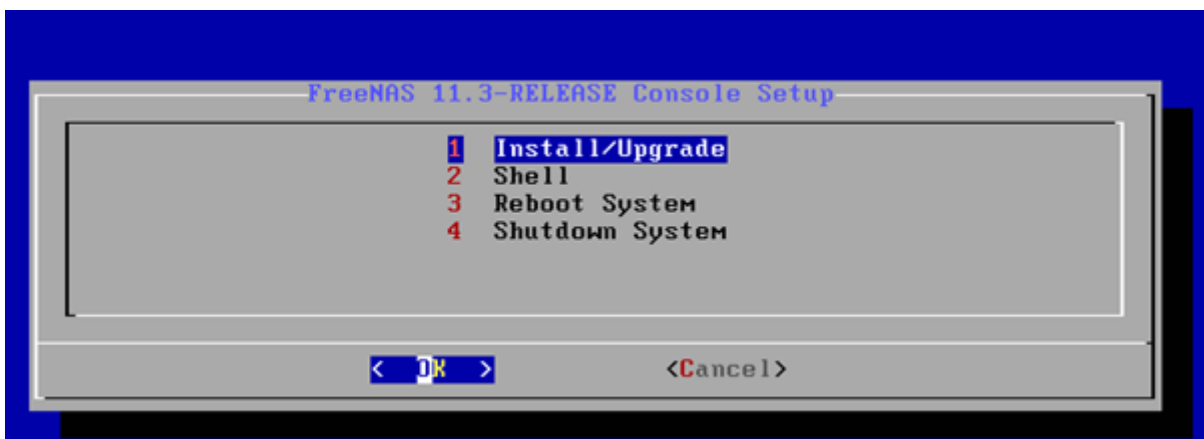 FreeNAS 11.3-RELEASE Console Setup
1 Install/Upgrade
2 Shell
3 Reboot System
4 Shutdown System
< OK > <Cancel>